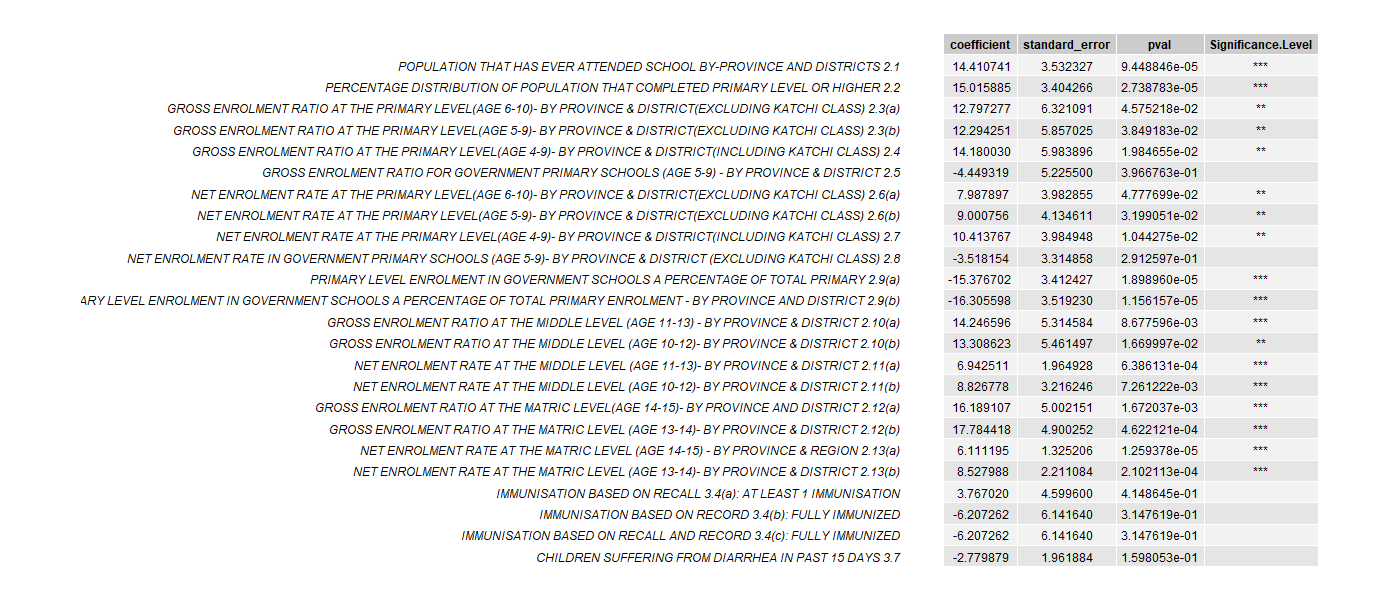 coefficient standard_error pval Significance.Level
POPULATION THAT HAS EVER ATTENDED SCHOOL BY-PROVINCE AND DISTRICTS 2.1 14.410741 3.532327 9.448846e-05 ***
PERCENTAGE DISTRIBUTION OF POPULATION THAT COMPLETED PRIMARY LEVEL OR HIGHER 2.2 15.015885 3.404266 2.738783e-05 ***
GROSS ENROLMENT RATIO AT THE PRIMARY LEVEL(AGE 6-10)- BY PROVINCE & DISTRICT(EXCLUDING KATCHI CLASS) 2.3(a) 12.797277 6.321091 4.575218e-02 **
GROSS ENROLMENT RATIO AT THE PRIMARY LEVEL(AGE 5-9)- BY PROVINCE & DISTRICT(EXCLUDING KATCHI CLASS) 2.3(b) 12.294251 5.857025 3.849183e-02 **
GROSS ENROLMENT RATIO AT THE PRIMARY LEVEL(AGE 4-9)- BY PROVINCE & DISTRICT(INCLUDING KATCHI CLASS) 2.4 14.180030 5.983896 1.984655e-02 **
GROSS ENROLMENT RATIO FOR GOVERNMENT PRIMARY SCHOOLS (AGE 5-9) - BY PROVINCE & DISTRICT 2.5 -4.449319 5.225500 3.966763e-01
NET ENROLMENT RATE AT THE PRIMARY LEVEL(AGE 6-10)- BY PROVINCE & DISTRICT(EXCLUDING KATCHI CLASS) 2.6(a) 7.987897 3.982855 4.777699e-02 **
NET ENROLMENT RATE AT THE PRIMARY LEVEL(AGE 5-9)- BY PROVINCE & DISTRICT(EXCLUDING KATCHI CLASS) 2.6(b) 9.000756 4.134611 3.199051e-02 **
NET ENROLMENT RATE AT THE PRIMARY LEVEL(AGE 4-9)- BY PROVINCE & DISTRICT(INCLUDING KATCHI CLASS) 2.7 10.413767 3.984948 1.044275e-02 **
NET ENROLMENT RATE IN GOVERNMENT PRIMARY SCHOOLS (AGE 5-9)- BY PROVINCE & DISTRICT (EXCLUDING KATCHI CLASS) 2.8 -3.518154 3.314858 2.912597e-01
PRIMARY LEVEL ENROLMENT IN GOVERNMENT SCHOOLS A PERCENTAGE OF TOTAL PRIMARY 2.9(a) -15.376702 3.412427 1.898960e-05 ***
ARY LEVEL ENROLMENT IN GOVERNMENT SCHOOLS A PERCENTAGE OF TOTAL PRIMARY ENROLMENT - BY PROVINCE AND DISTRICT 2.9(b) -16.305598 3.519230 1.156157e-05 ***
GROSS ENROLMENT RATIO AT THE MIDDLE LEVEL (AGE 11-13) - BY PROVINCE & DISTRICT 2.10(a) 14.246596 5.314584 8.677596e-03 ***
GROSS ENROLMENT RATIO AT THE MIDDLE LEVEL (AGE 10-12)- BY PROVINCE & DISTRICT 2.10(b) 13.308623 5.461497 1.669997e-02 **
NET ENROLMENT RATE AT THE MIDDLE LEVEL (AGE 11-13)- BY PROVINCE & DISTRICT 2.11(a) 6.942511 1.964928 6.386131e-04 ***
NET ENROLMENT RATE AT THE MIDDLE LEVEL (AGE 10-12)- BY PROVINCE & DISTRICT 2.11(b) 8.826778 3.216246 7.261222e-03 ***
GROSS ENROLMENT RATIO AT THE MATRIC LEVEL(AGE 14-15)- BY PROVINCE AND DISTRICT 2.12(a) 16.189107 5.002151 1.672037e-03 ***
GROSS ENROLMENT RATIO AT THE MATRIC LEVEL (AGE 13-14)- BY PROVINCE & DISTRICT 2.12(b) 17.784418 4.900252 4.622121e-04 ***
NET ENROLMENT RATE AT THE MATRIC LEVEL (AGE 14-15) - BY PROVINCE & REGION 2.13(a) 6.111195 1.325206 1.259378e-05 ***
NET ENROLMENT RATE AT THE MATRIC LEVEL (AGE 13-14)- BY PROVINCE & DISTRICT 2.13(b) 8.527988 2.211084 2.102113e-04 ***
IMMUNISATION BASED ON RECALL 3.4(a): AT LEAST 1 IMMUNISATION 3.767020 4.599600 4.148645e-01
IMMUNISATION BASED ON RECORD 3.4(b): FULLY IMMUNIZED -6.207262 6.141640 3.147619e-01
IMMUNISATION BASED ON RECALL AND RECORD 3.4(c): FULLY IMMUNIZED -6.207262 6.141640 3.147619e-01
CHILDREN SUFFERING FROM DIARRHEA IN PAST 15 DAYS 3.7 -2.779879 1.961884 1.598053e-01